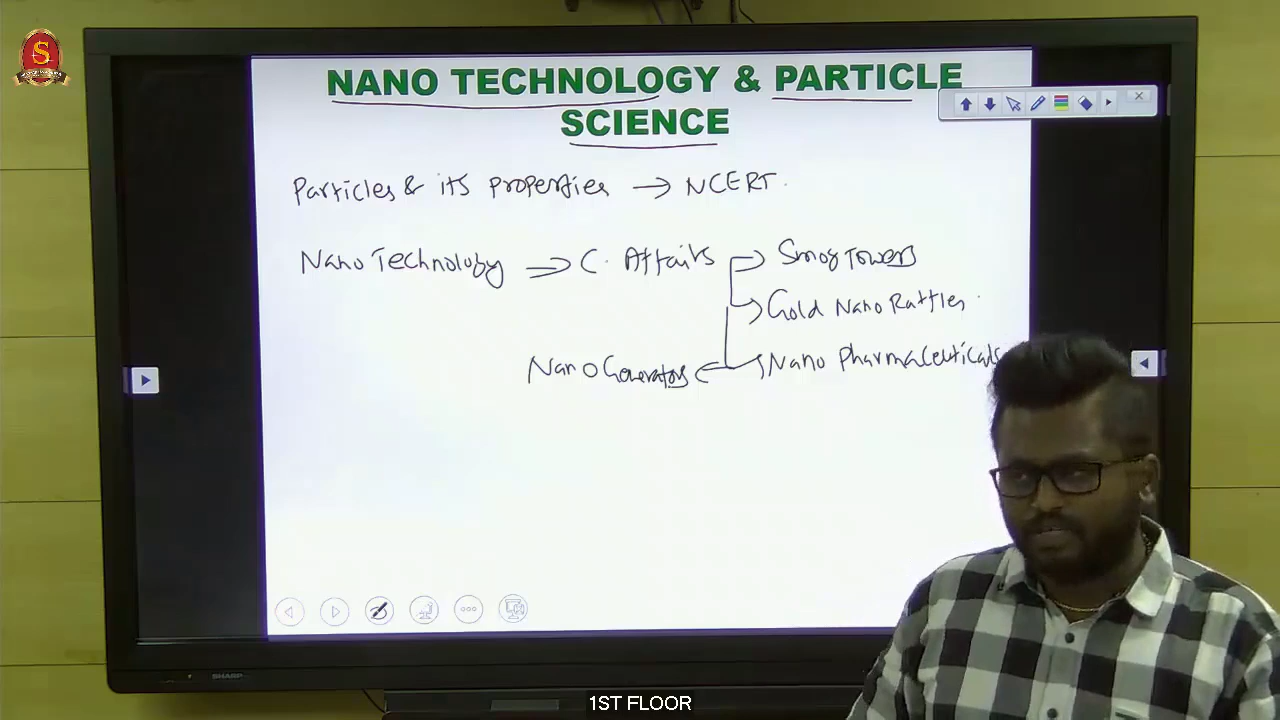 S
NANO TECHNOLOGY & PARTICLE
SCIENCE
Particles & its properties → NCERT.
Nano Technology ⇒ C. Affairs → Smog Towers
→ Gold Nano Rattles
Nano Generators ← → Nano Pharmaceuticals
SHARP
1ST FLOOR